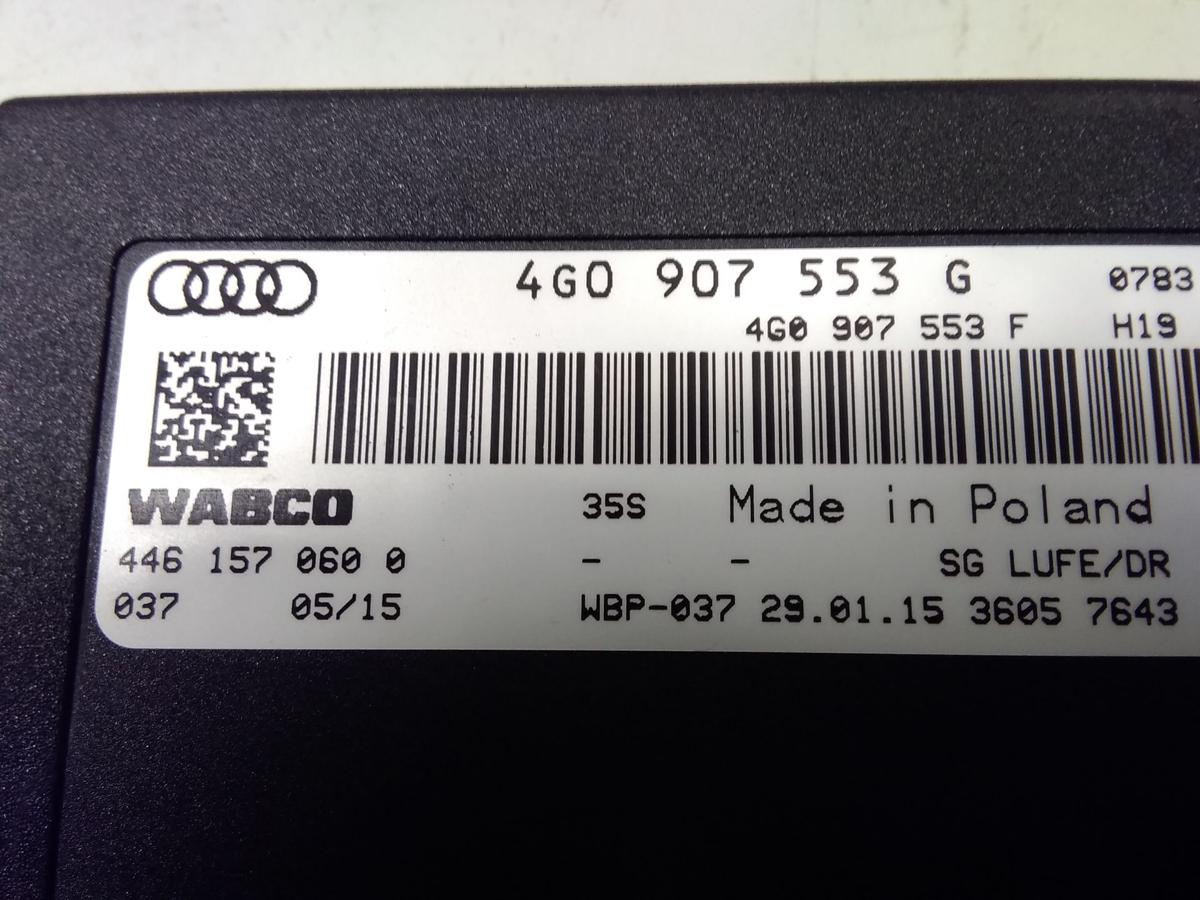 4G0 907 553 G 0783
4G0 907 553 F H19
WABCO 35S Made in Poland
446 157 060 0 - - SG LUFE/DR
037 05/15 WBP-037 29.01.15 3605 7643